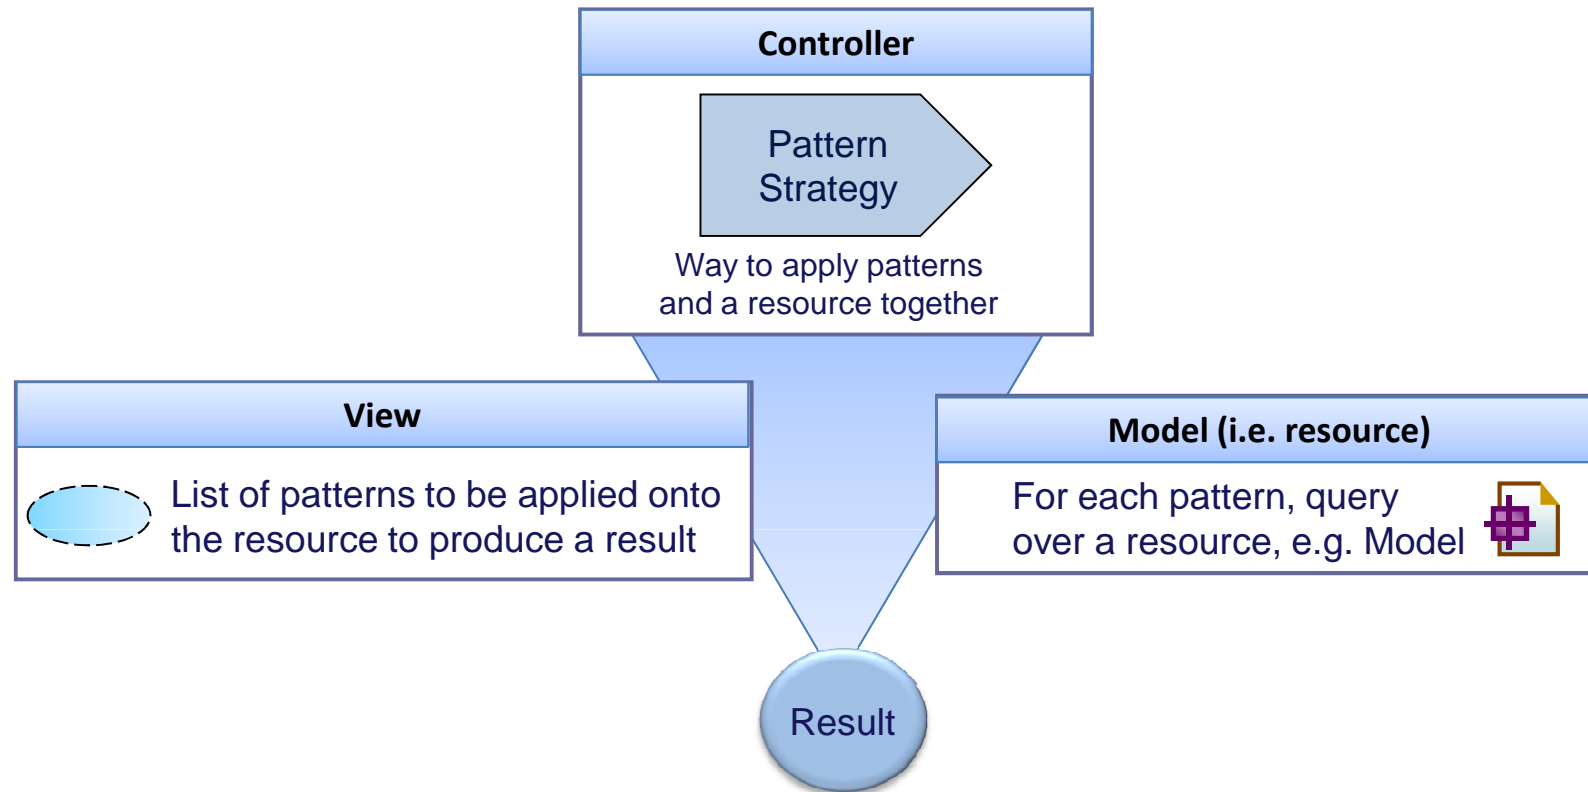 Controller
Pattern
Strategy
Way to apply patterns
and a resource together
View
List of patterns to be applied onto
the resource to produce a result
Model (i.e. resource)
For each pattern, query
over a resource, e.g. Model
Result